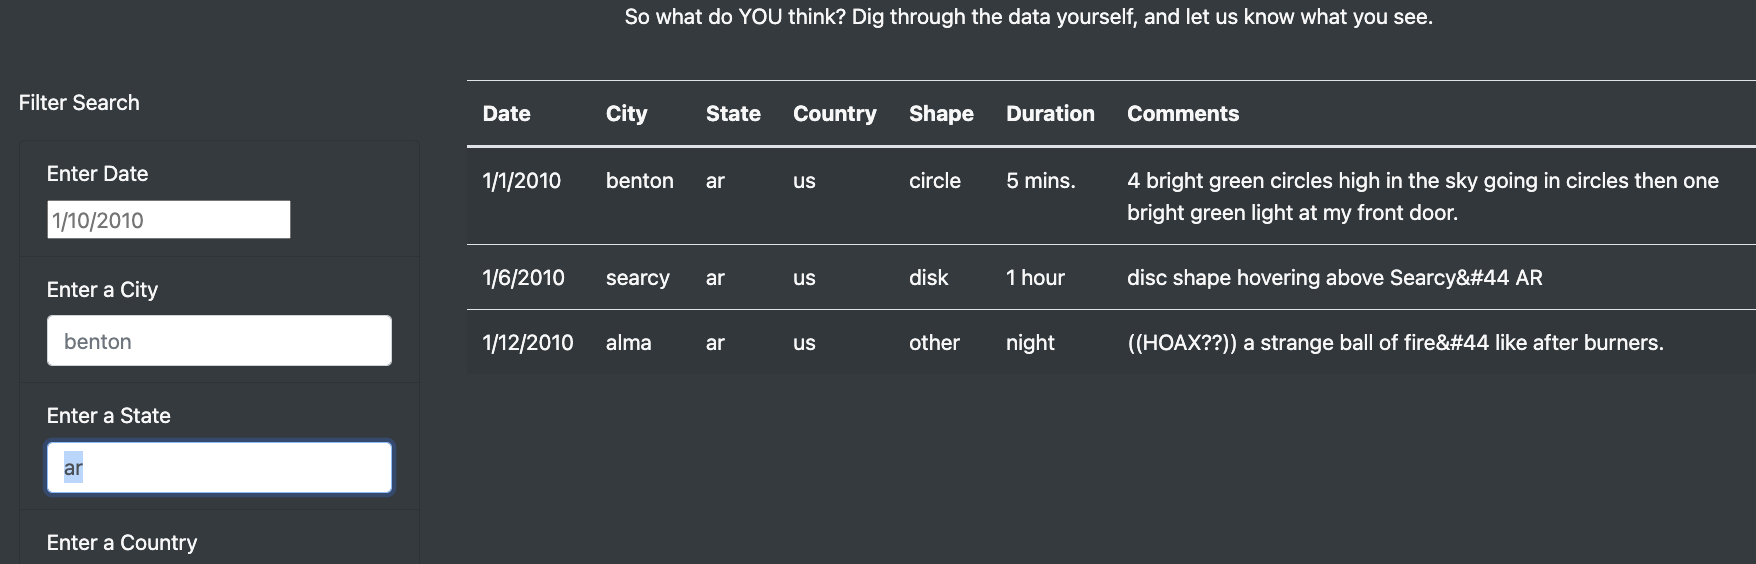 So what do YOU think? Dig through the data yourself, and let us know what you see.
Filter Search
Enter Date
1/10/2010
Enter a City
benton
Enter a State
ar
Enter a Country
Date City State Country Shape Duration Comments
1/1/2010 benton ar us circle 5 mins. 4 bright green circles high in the sky going in circles then one
bright green light at my front door.
1/6/2010 searcy ar us disk 1 hour disc shape hovering above Searcy&#44 AR
1/12/2010 alma ar us other night ((HOAX??)) a strange ball of fire&#44 like after burners.